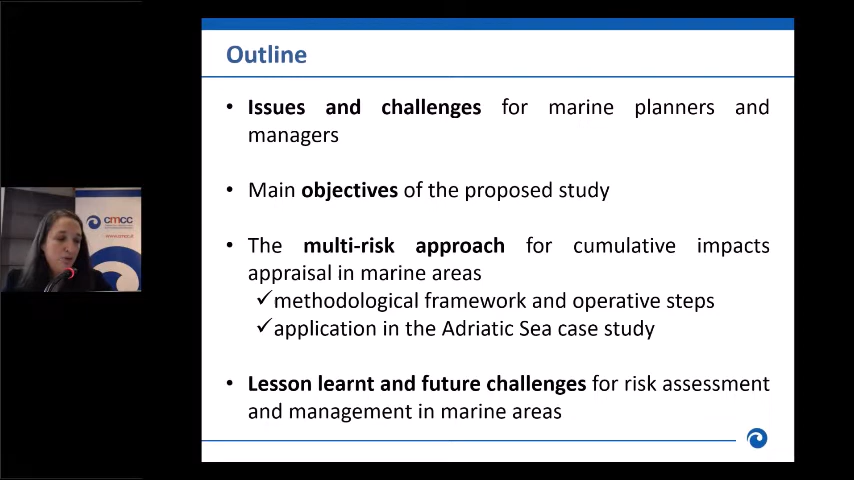 Outline
• Issues and challenges for marine planners and
managers
• Main objectives of the proposed study
• The multi-risk approach for cumulative impacts
appraisal in marine areas
✓methodological framework and operative steps
✓application in the Adriatic Sea case study
• Lesson learnt and future challenges for risk assessment
and management in marine areas
cmcc